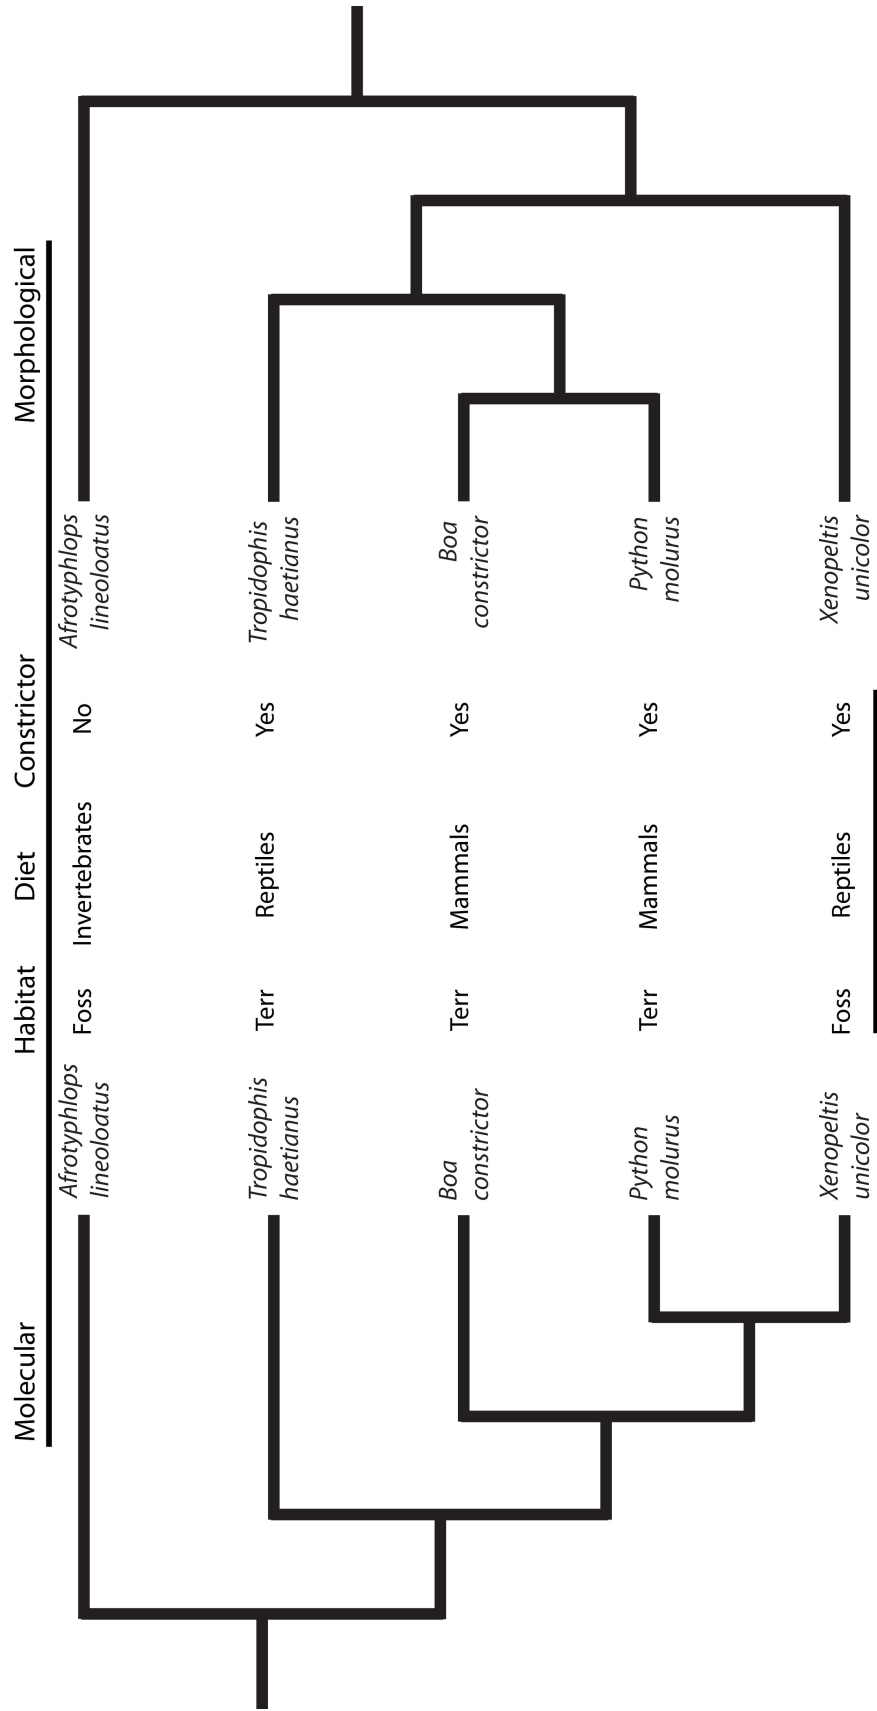 Molecular Habitat Diet Constrictor Morphological
Afrotyphlops
lineoloatus
Foss Invertebrates No
Afrotyphlops
lineoloatus
Tropidophis
haetianus
Terr Reptiles Yes
Tropidophis
haetianus
Boa
constrictor
Terr Mammals Yes
Boa
constrictor
Python
molurus
Terr Mammals Yes
Python
molurus
Xenopeltis
unicolor
Foss Reptiles Yes
Xenopeltis
unicolor